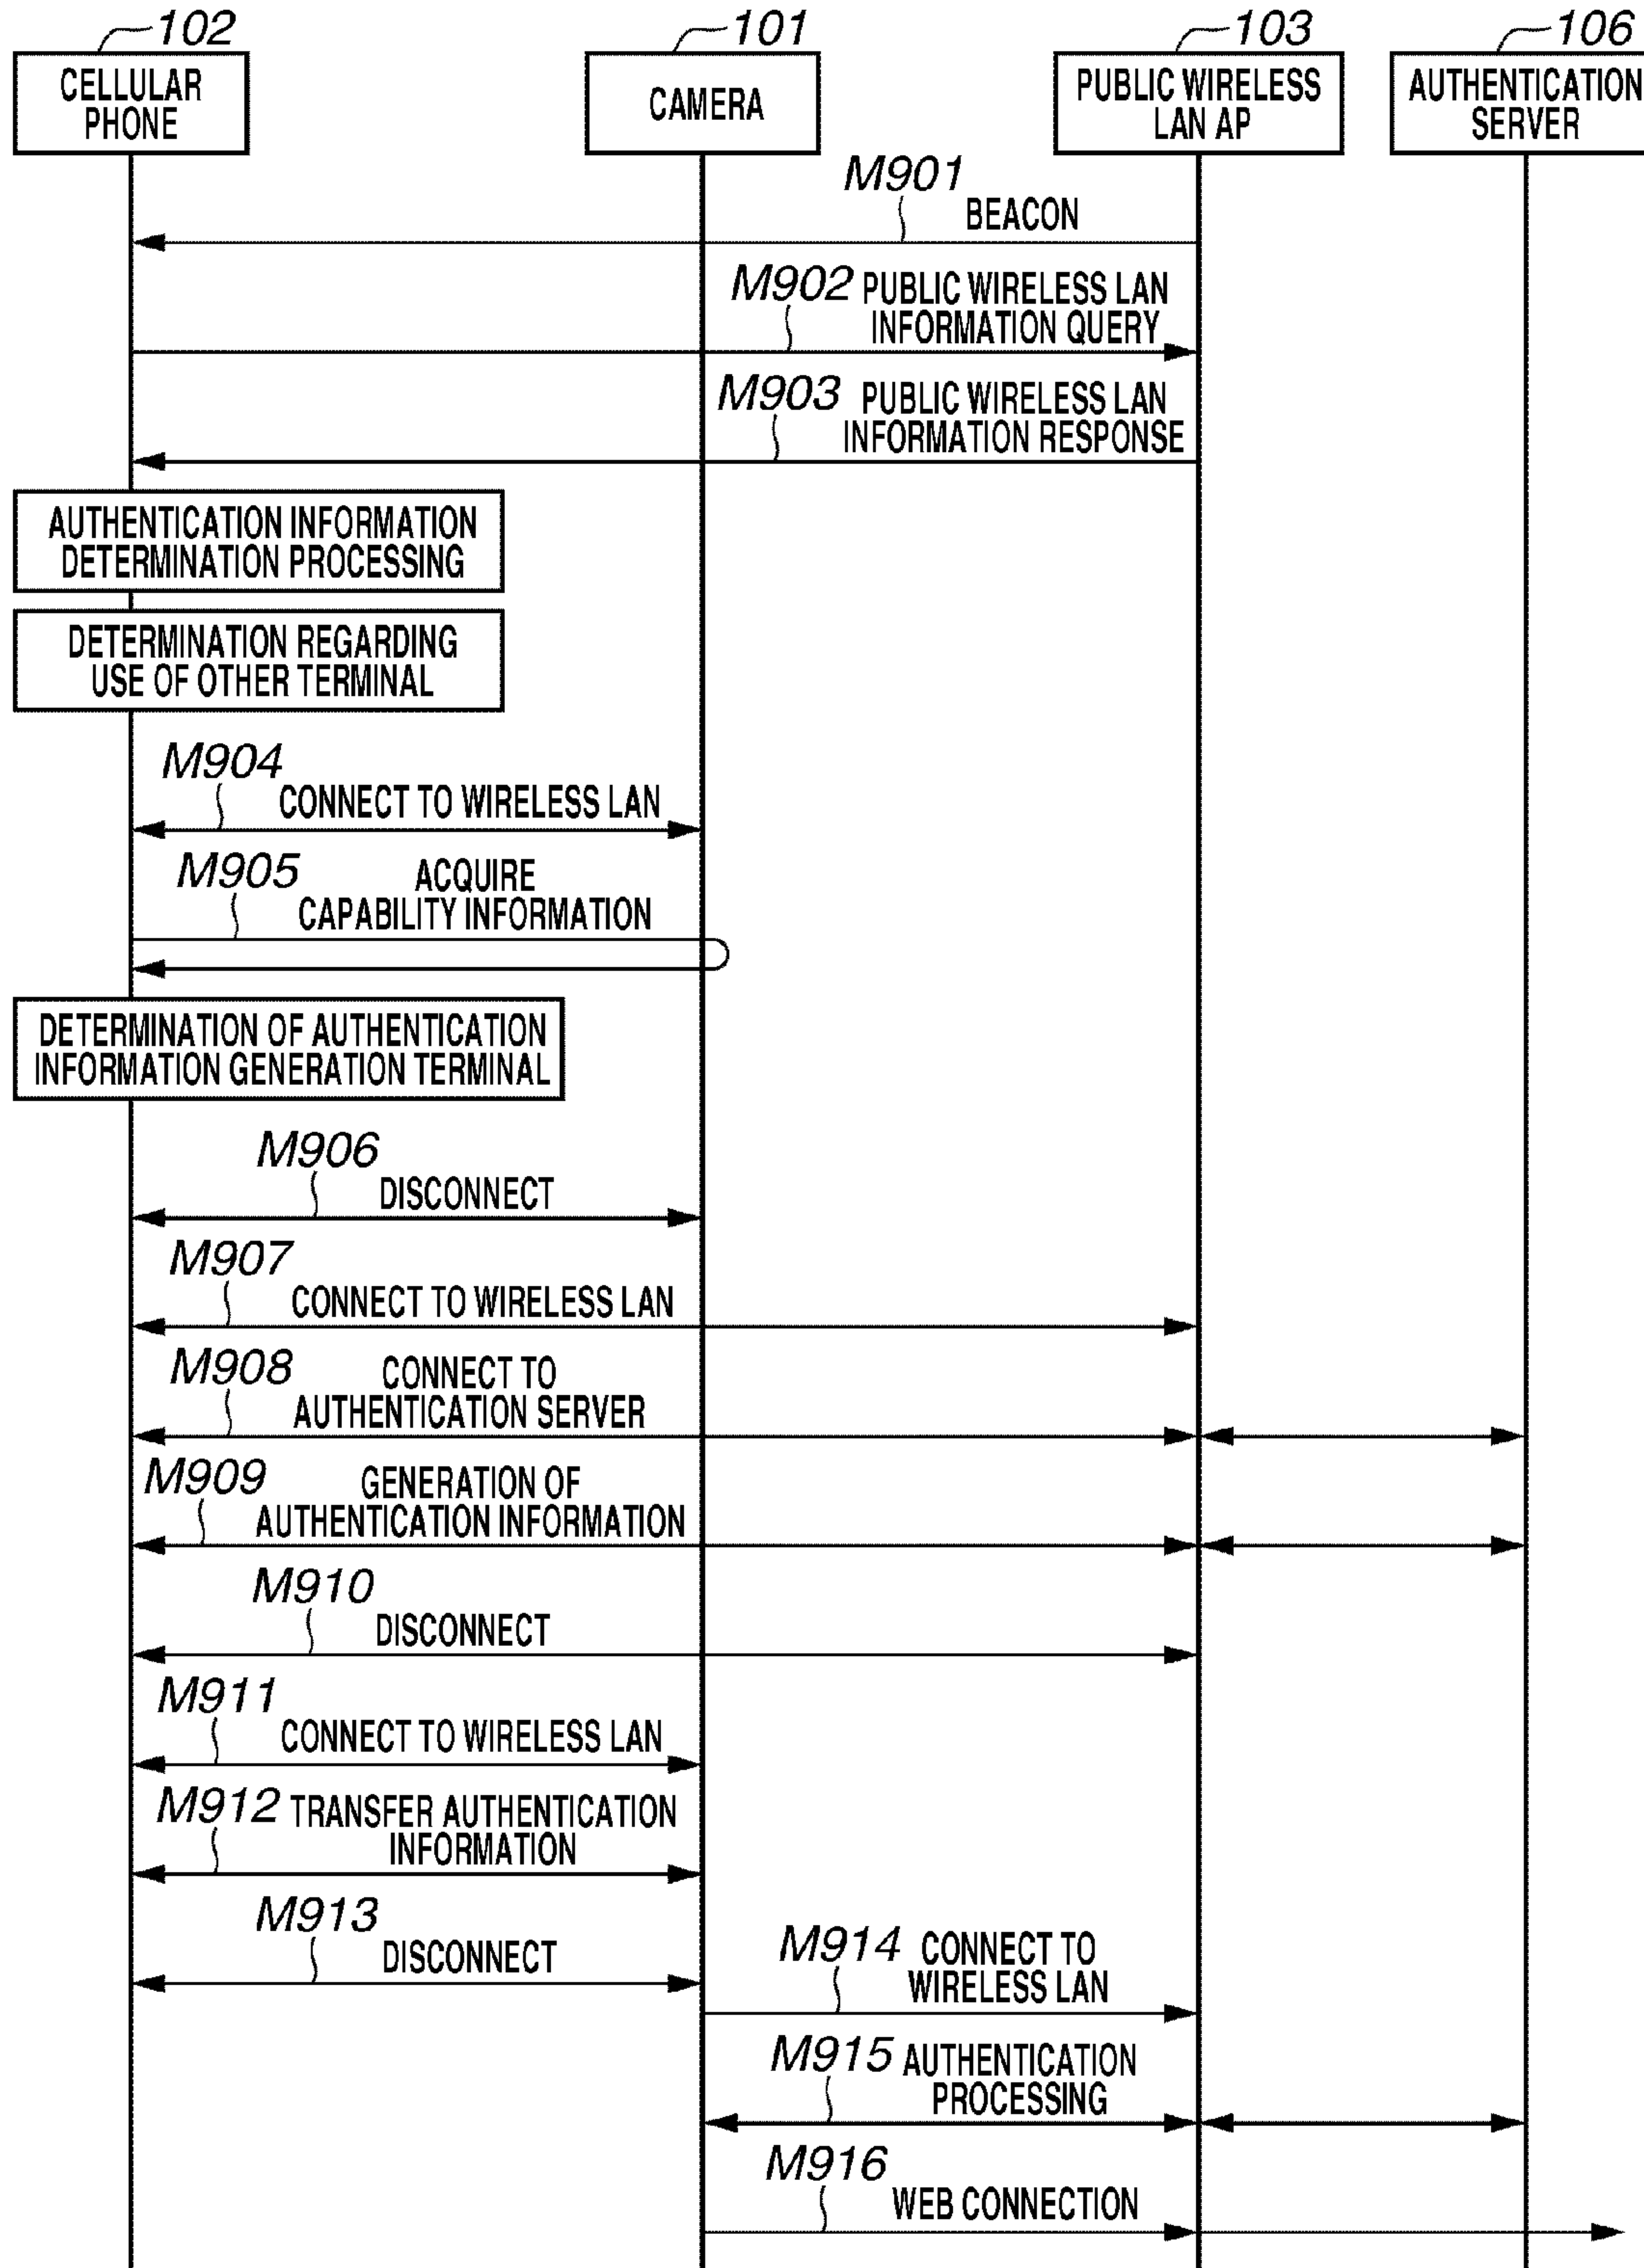 102
101
103
106
CELLULAR
PHONE
CAMERA
PUBLIC WIRELESS
LAN AP
AUTHENTICATION
SERVER
M901
BEACON
M902 PUBLIC WIRELESS LAN
INFORMATION QUERY
M903 PUBLIC WIRELESS LAN
INFORMATION RESPONSE
AUTHENTICATION INFORMATION
DETERMINATION PROCESSING
DETERMINATION REGARDING
USE OF OTHER TERMINAL
M904
CONNECT TO WIRELESS LAN
M905 ACQUIRE
CAPABILITY INFORMATION
DETERMINATION OF AUTHENTICATION
INFORMATION GENERATION TERMINAL
M906
DISCONNECT
M907
CONNECT TO WIRELESS LAN
M908 CONNECT TO
AUTHENTICATION SERVER
M909 GENERATION OF
AUTHENTICATION INFORMATION
M910
DISCONNECT
M911
CONNECT TO WIRELESS LAN
M912 TRANSFER AUTHENTICATION
INFORMATION
M913
DISCONNECT
M914 CONNECT TO
WIRELESS LAN
M915 AUTHENTICATION
PROCESSING
M916
WEB CONNECTION